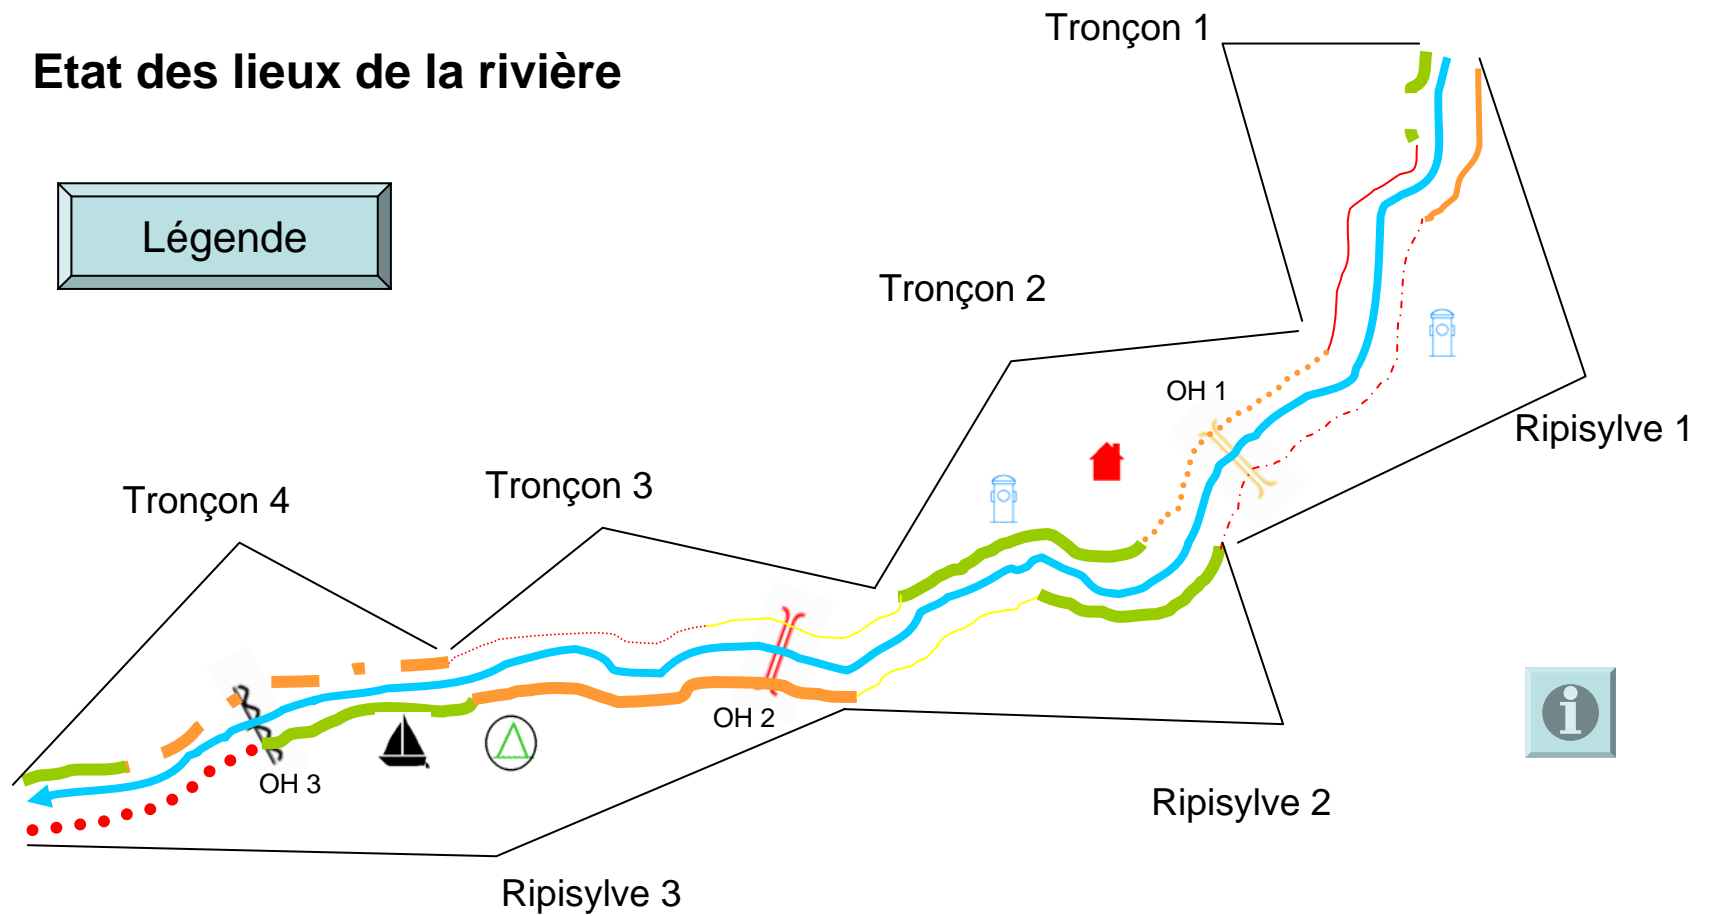 Tronçon 1
Etat des lieux de la rivière
Légende
Tronçon 2
OH 1
Ripisylve 1
Tronçon 3
Tronçon 4
OH 2
OH 3
Ripisylve 2
Ripisylve 3